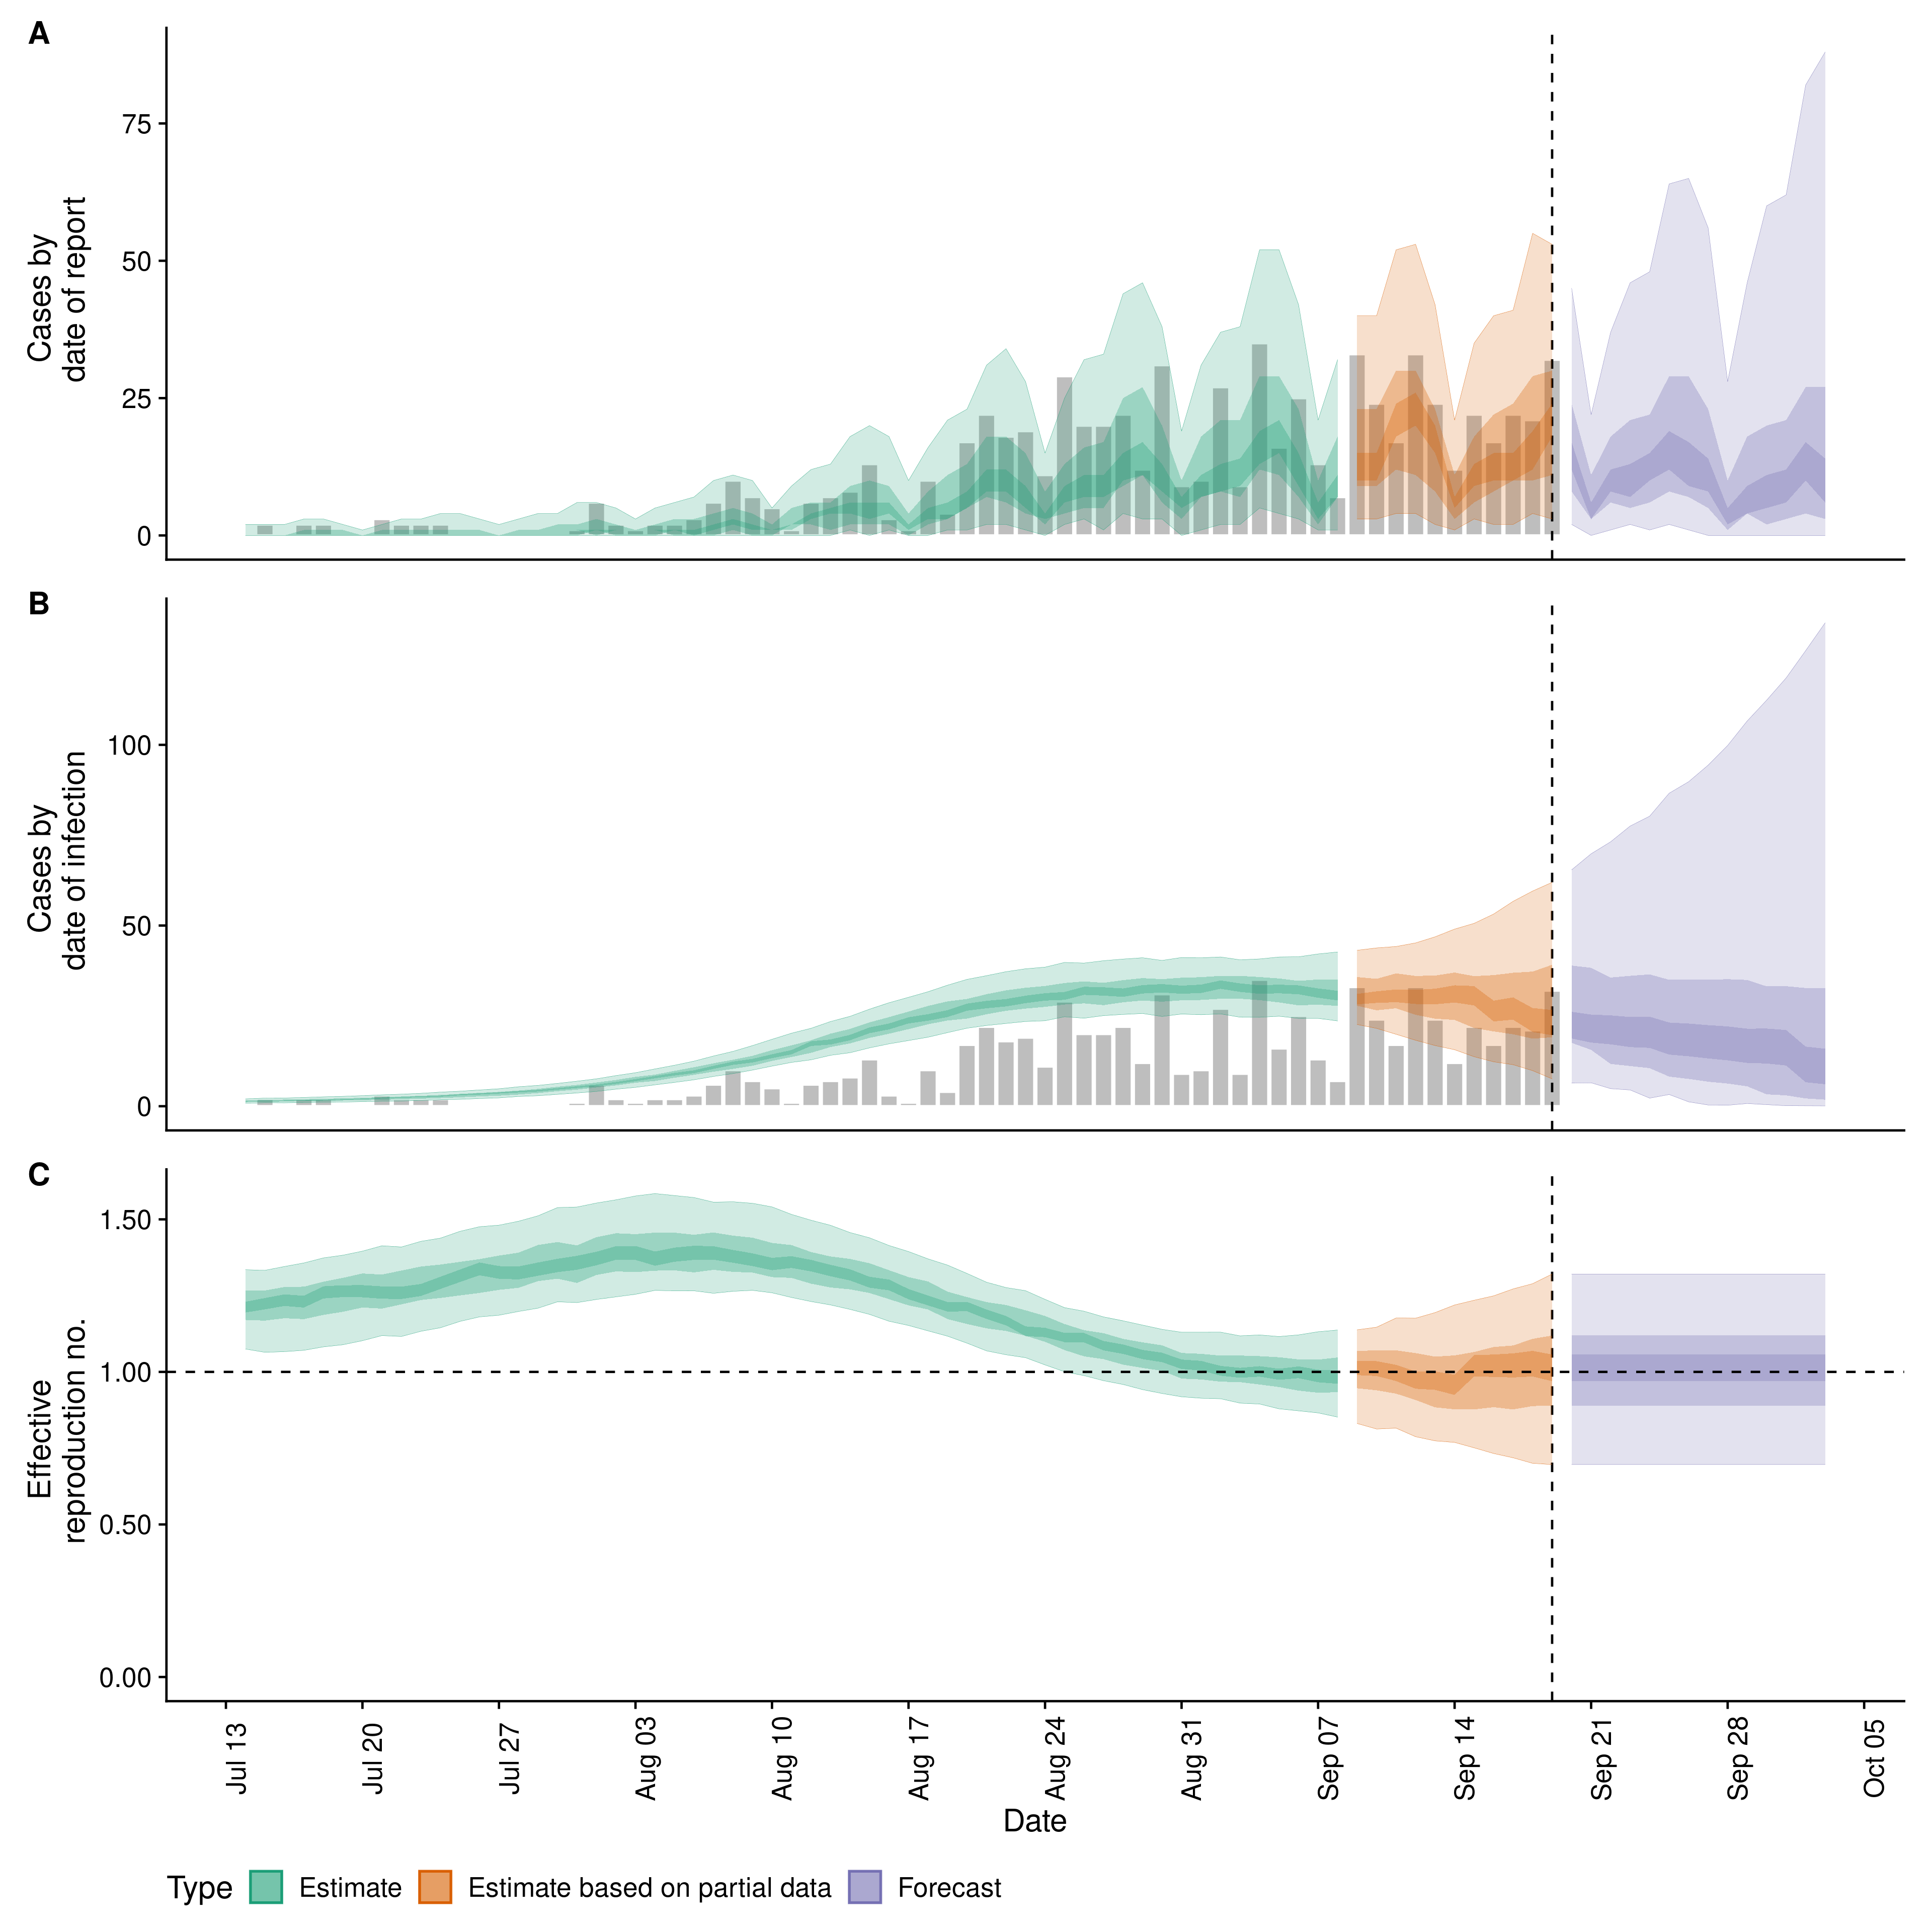 A
Cases by
date of report
75
50
25
0
B
Cases by
date of infection
100
50
0
C
Effective
reproduction no.
1.50
1.00
0.50
0.00
Jul 13
Jul 20
Jul 27
Aug 03
Aug 10
Aug 17
Aug 24
Aug 31
Sep 07
Sep 14
Sep 21
Sep 28
Oct 05
Date
Type Estimate Estimate based on partial data Forecast